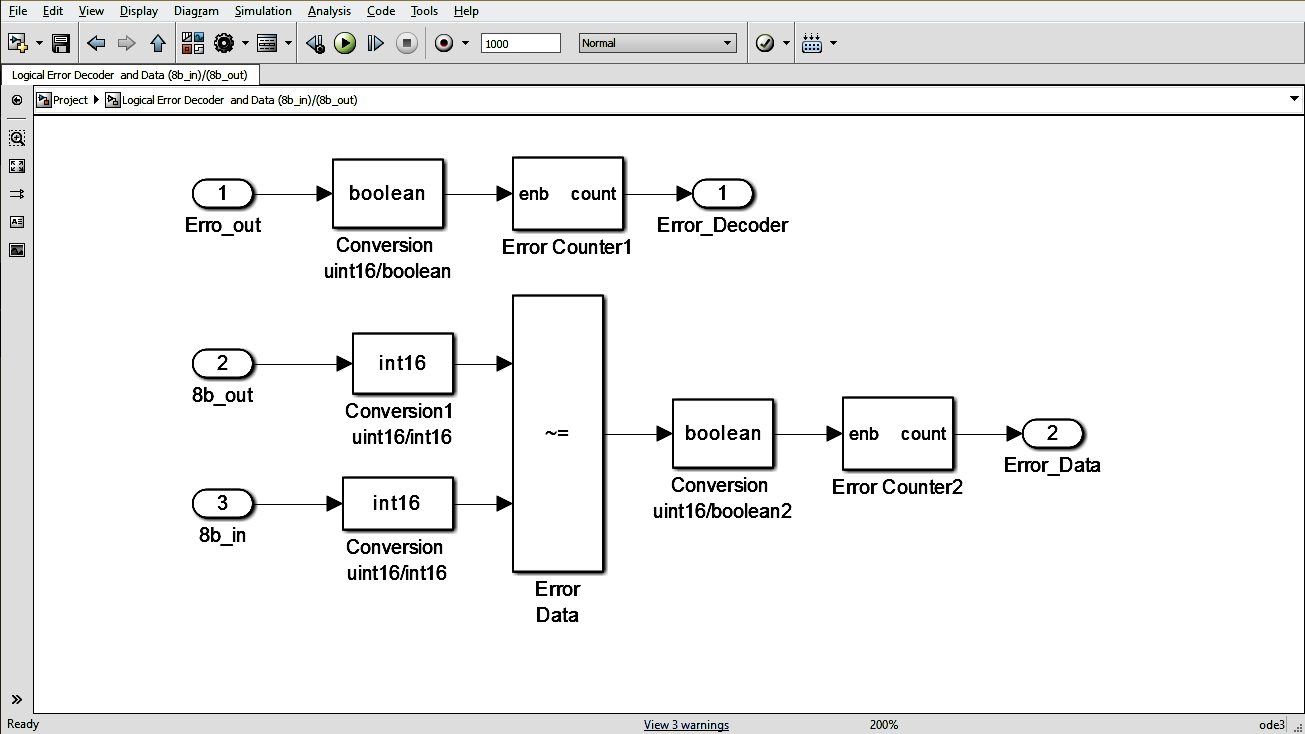 File Edit View Display Diagram Simulation Analysis Code Tools Help
1000 Normal
Logical Error Decoder and Data (8b_in)/(8b_out)
Project Logical Error Decoder and Data (8b_in)/(8b_out)
1 boolean enb count 1
Erro_out Error_Decoder
Conversion Error Counter1
uint16/boolean
2 int16
8b_out
Conversion1
uint16/int16
~= boolean enb count 2
Error_Data
Conversion Error Counter2
uint16/boolean2
3 int16
8b_in
Conversion
uint16/int16
Error
Data
Ready View 3 warnings 200% ode3